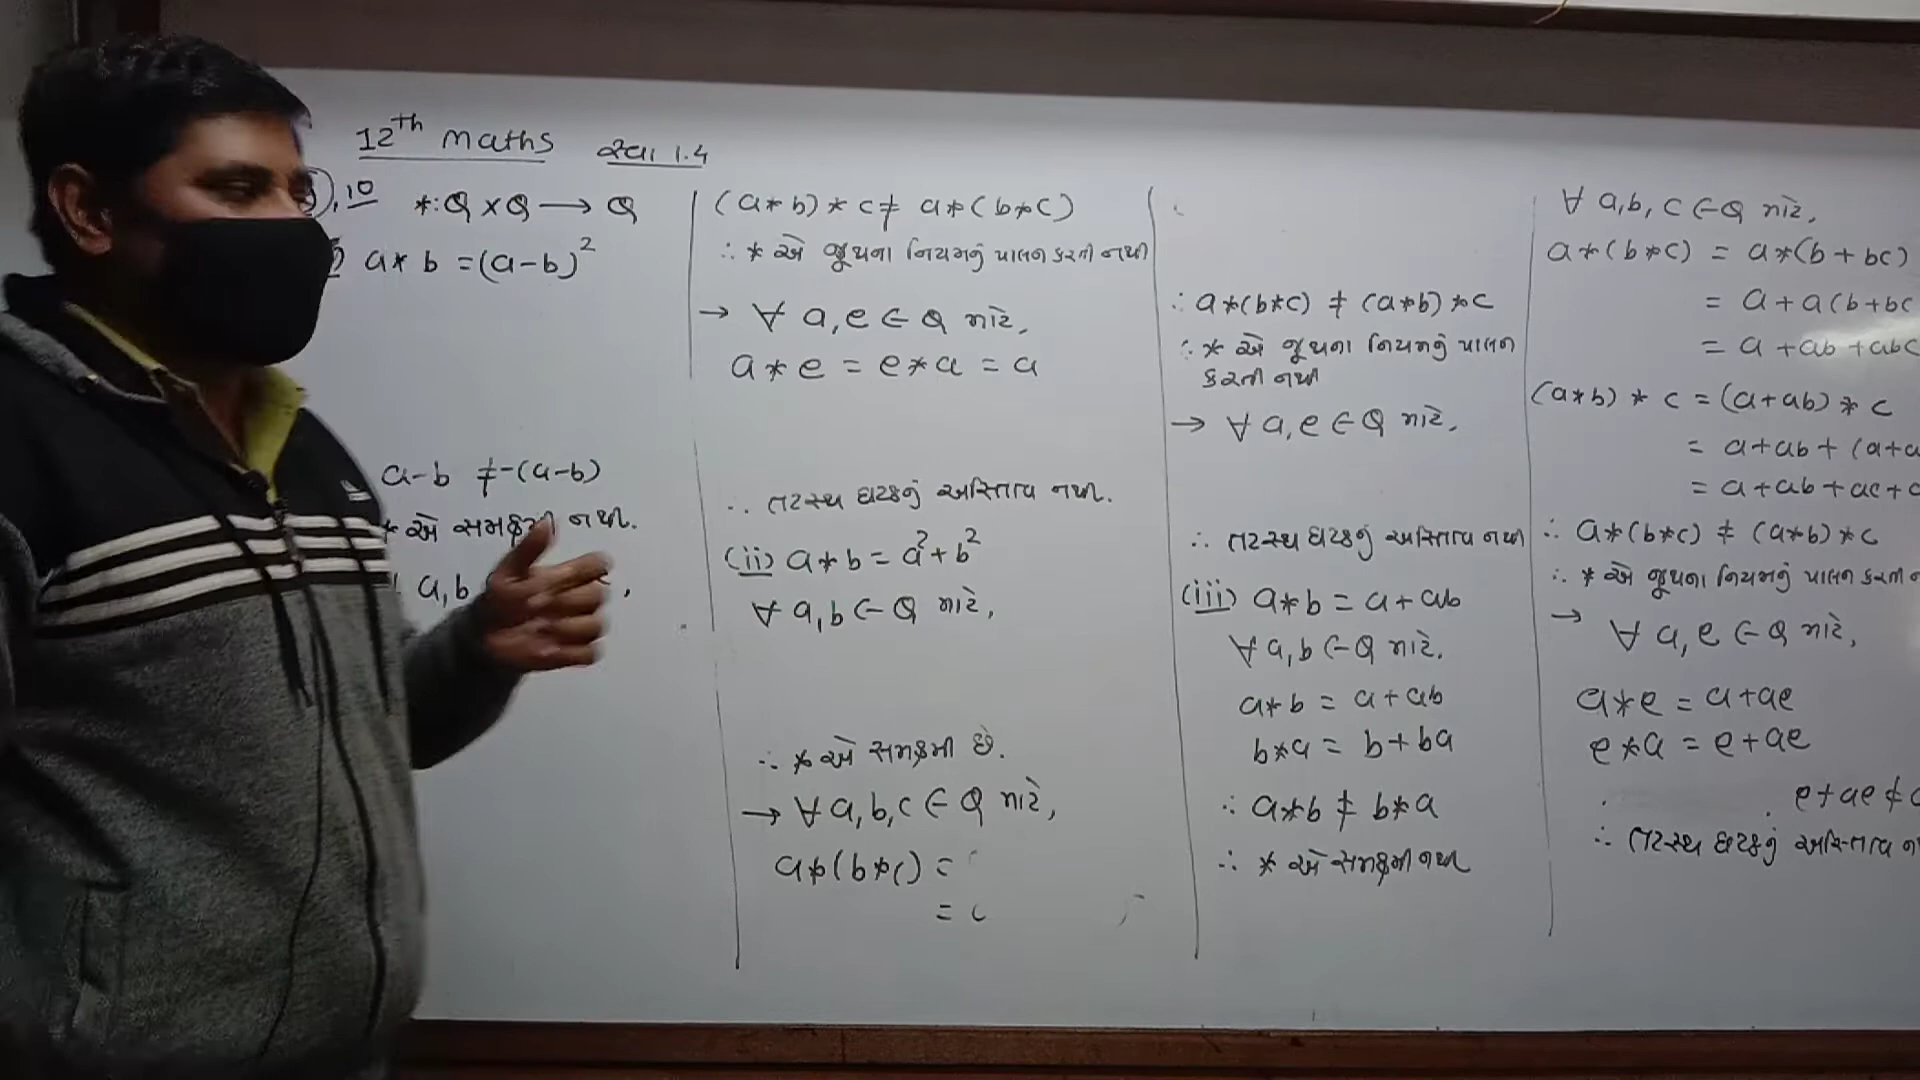 12th maths સ્વા 1.4
10 *: Q × Q → Q
a * b = (a-b)²
a-b ≠ -(a-b)
* એ સમક્રમી નથી.
a,b
(a*b) * c ≠ a*(b*c)
∴ * એ જૂથના નિયમનું પાલન કરતી નથી
→ ∀ a,e ∈ Q માટે,
a * e = e * a = a
∴ તટસ્થ ઘટકનું અસ્તિત્વ નથી.
(ii) a * b = a² + b²
∀ a,b ∈ Q માટે,
∴ * એ સમક્રમી છે.
→ ∀ a,b,c ∈ Q માટે,
a*(b*c) =
=
∴ a*(b*c) ≠ (a*b)*c
∴ * એ જૂથના નિયમનું પાલન
કરતી નથી
→ ∀ a,e ∈ Q માટે.
∴ તટસ્થ ઘટકનું અસ્તિત્વ નથી
(iii) a*b = a + ab
∀ a,b ∈ Q માટે.
a*b = a + ab
b*a = b + ba
∴ a*b ≠ b*a
∴ * એ સમક્રમી નથી
∀ a,b,c ∈ Q માટે,
a*(b*c) = a*(b + bc)
= a + a(b+bc
= a + ab + abc
(a*b) * c = (a+ab) * c
= a+ab + (a+a
= a+ab+ac+
∴ a*(b*c) ≠ (a*b)*c
∴ * એ જૂથના નિયમનું પાલન કરતી
→ ∀ a,e ∈ Q માટે,
a*e = a+ae
e*a = e+ae
e+ae ≠
∴ તટસ્થ ઘટકનું અસ્તિત્વ